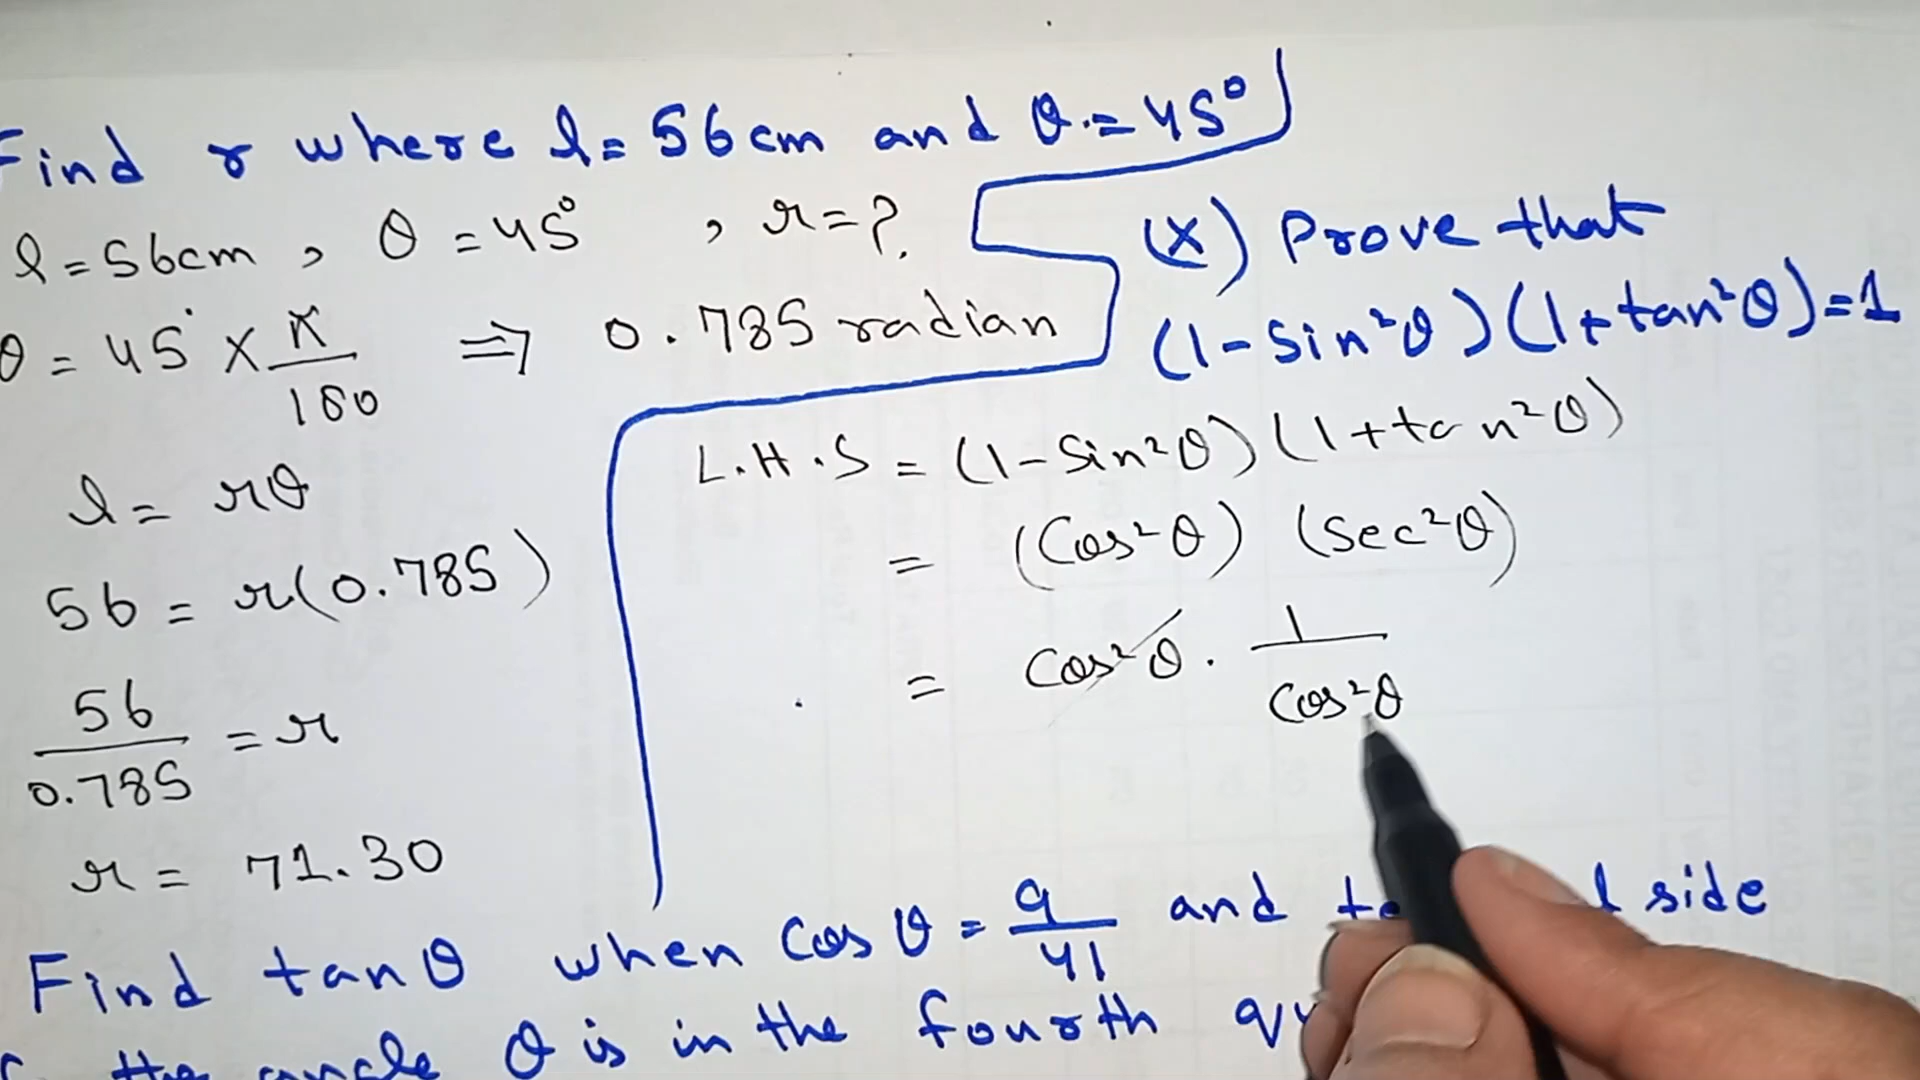 Find r where l = 56 cm and θ = 45°
l = 56cm , θ = 45° , r = ?
θ = 45° × π/180 ⇒ 0.785 radian
l = rθ
56 = r(0.785)
56/0.785 = r
r = 71.30
(x) Prove that
(1 - Sin²θ)(1 + tan²θ) = 1
L.H.S = (1 - Sin²θ)(1 + tan²θ)
= (Cos²θ) (Sec²θ)
= Cos²θ . 1/Cos²θ
Find tan θ when Cos θ = 9/41 and side
the angle θ is in the fourth